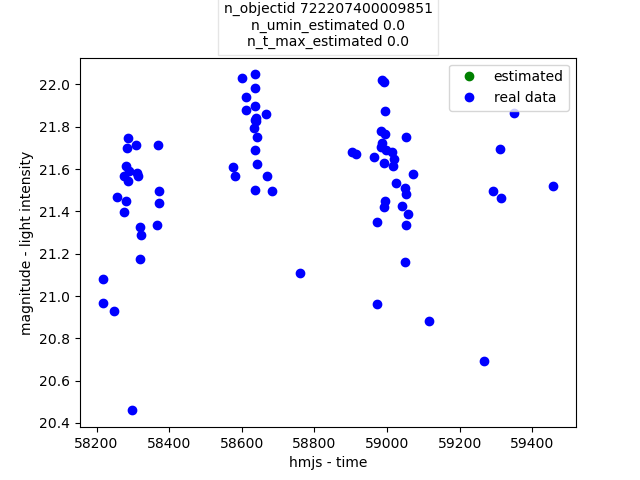 n_objectid 722207400009851
n_umin_estimated 0.0
n_t_max_estimated 0.0
estimated
real data
magnitude - light intensity
22.0
21.8
21.6
21.4
21.2
21.0
20.8
20.6
20.4
58200 58400 58600 58800 59000 59200 59400
hmjs - time